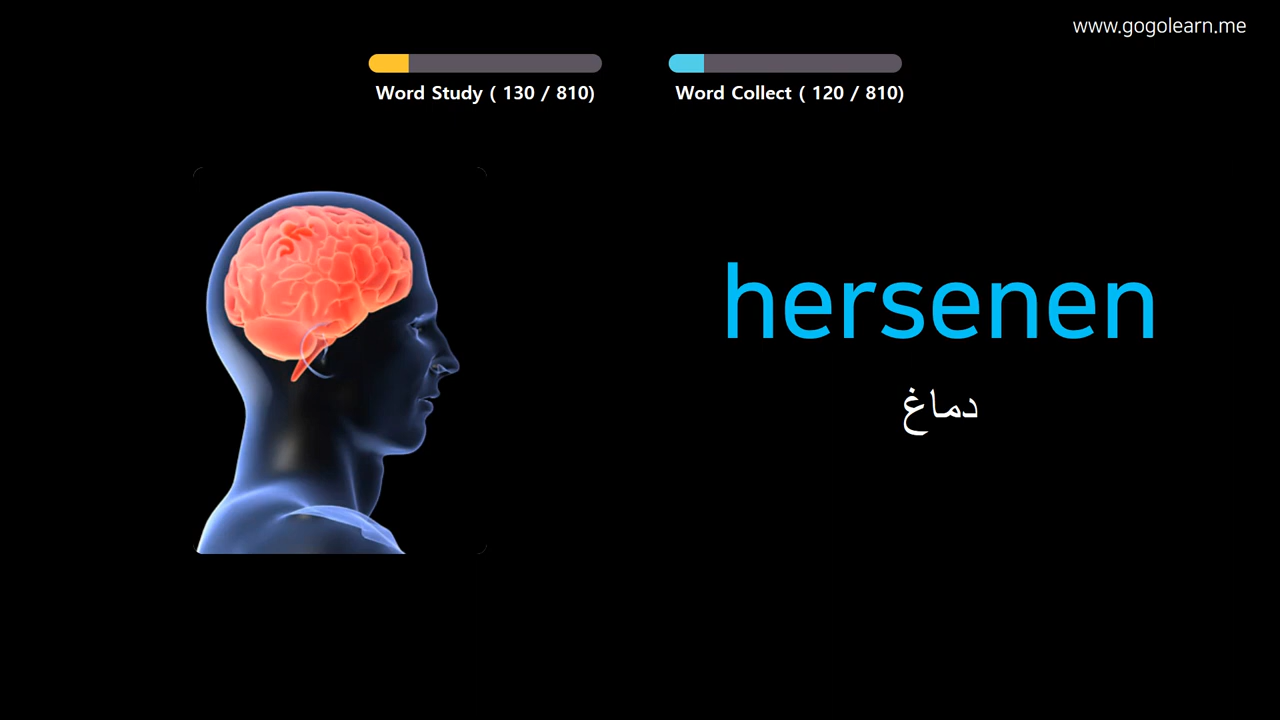 www.gogolearn.me
Word Study ( 130 / 810)
Word Collect ( 120 / 810)
hersenen
دماغ